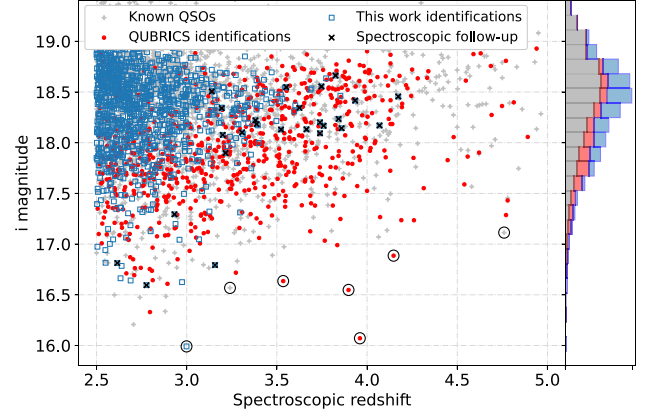 Known QSOs
This work identifications
QUBRICS identifications
Spectroscopic follow-up
19.0
18.5
18.0
17.5
17.0
16.5
16.0
i magnitude
2.5 3.0 3.5 4.0 4.5 5.0
Spectroscopic redshift